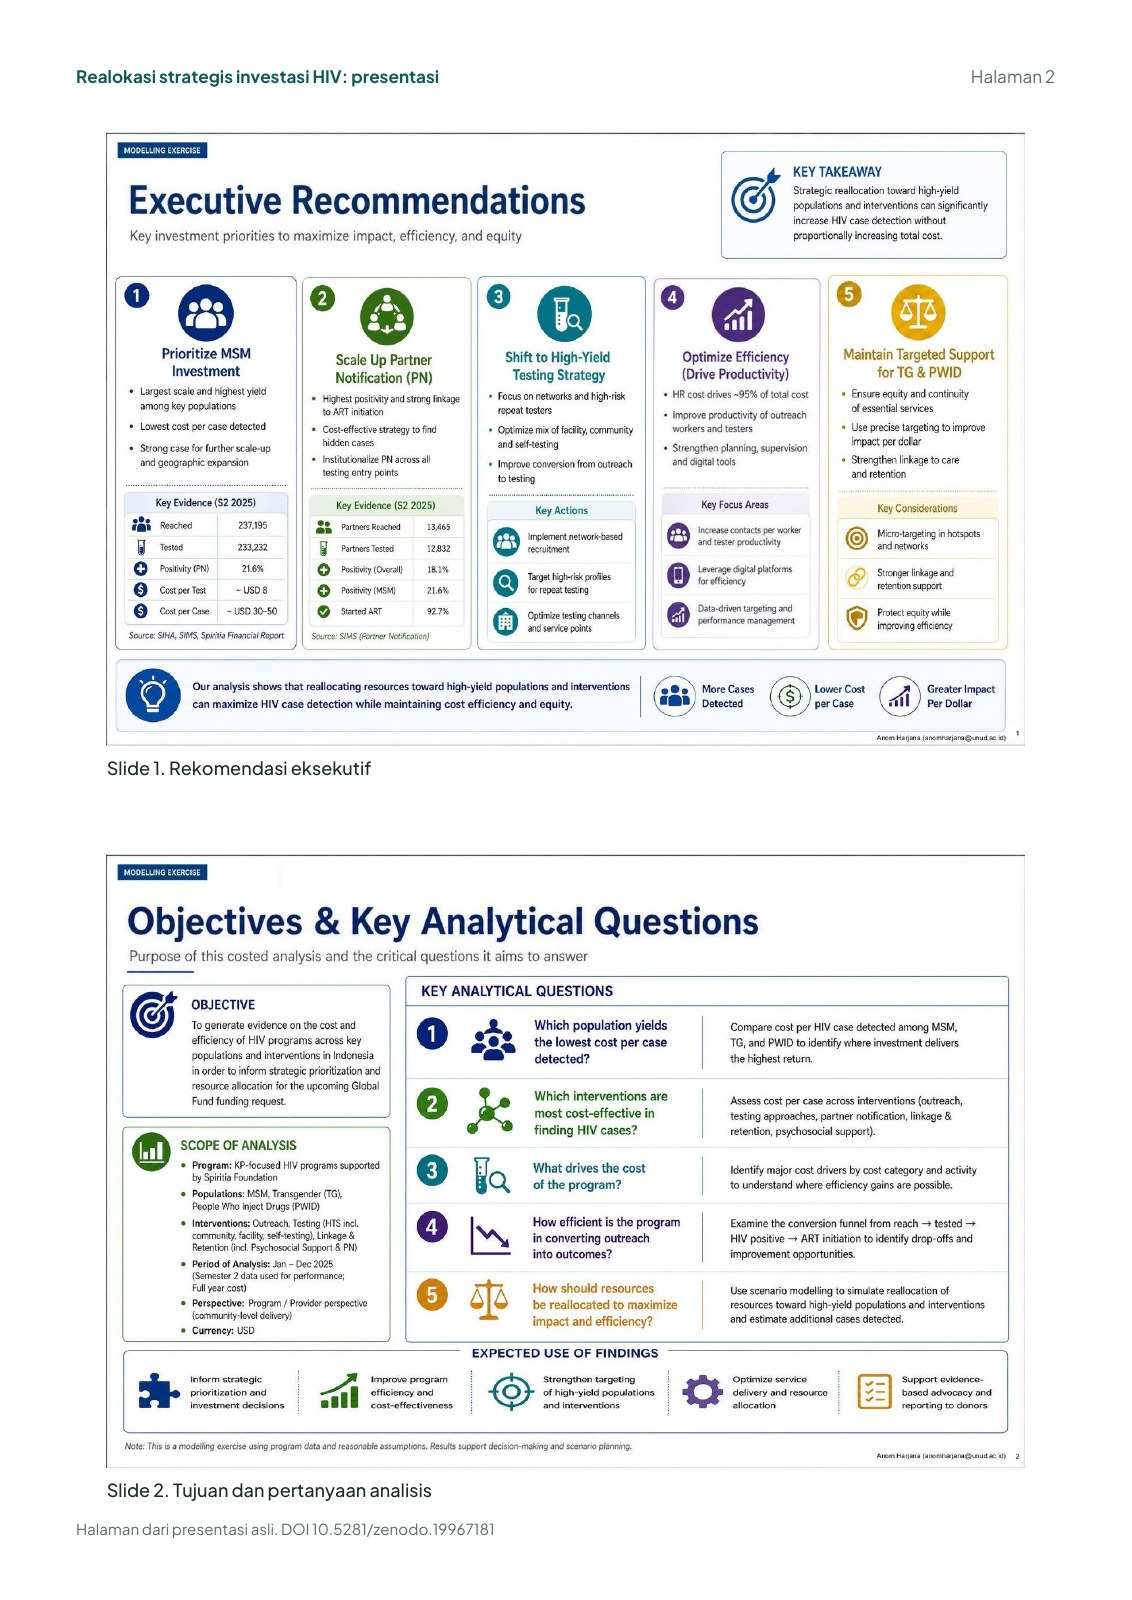 Realokasi strategis investasi HIV: presentasi
Halaman 2
MODELLING EXERCISE
Executive Recommendations
Key investment priorities to maximize impact, efficiency, and equity
KEY TAKEAWAY
Strategic reallocation toward high-yield
populations and interventions can significantly
increase HIV case detection without
proportionally increasing total cost.
1
Prioritize MSM
Investment
• Largest scale and highest yield
among key populations
• Lowest cost per case detected
• Strong case for further scale-up
and geographic expansion
Key Evidence (S2 2025)
Reached 237,195
Tested 233,232
Positivity (PN) 21.6%
Cost per Test ~ USD 8
Cost per Case ~ USD 30–50
Source: SIHA, SIMS, Spiritia Financial Report
2
Scale Up Partner
Notification (PN)
• Highest positivity and strong linkage
to ART initiation
• Cost-effective strategy to find
hidden cases
• Institutionalize PN across all
testing entry points
Key Evidence (S2 2025)
Partners Reached 13,465
Partners Tested 12,832
Positivity (Overall) 18.1%
Positivity (MSM) 21.6%
Started ART 92.7%
Source: SIMS (Partner Notification)
3
Shift to High-Yield
Testing Strategy
• Focus on networks and high-risk
repeat testers
• Optimize mix of facility, community
and self-testing
• Improve conversion from outreach
to testing
Key Actions
Implement network-based
recruitment
Target high-risk profiles
for repeat testing
Optimize testing channels
and service points
4
Optimize Efficiency
(Drive Productivity)
• HR cost drives ~95% of total cost
• Improve productivity of outreach
workers and testers
• Strengthen planning, supervision
and digital tools
Key Focus Areas
Increase contacts per worker
and tester productivity
Leverage digital platforms
for efficiency
Data-driven targeting and
performance management
5
Maintain Targeted Support
for TG & PWID
• Ensure equity and continuity
of essential services
• Use precise targeting to improve
impact per dollar
• Strengthen linkage to care
and retention
Key Considerations
Micro-targeting in hotspots
and networks
Stronger linkage and
retention support
Protect equity while
improving efficiency
Our analysis shows that reallocating resources toward high-yield populations and interventions
can maximize HIV case detection while maintaining cost efficiency and equity.
More Cases
Detected
Lower Cost
per Case
Greater Impact
Per Dollar
Anom Harjana (anomharjana@unud.ac.id) 1
Slide 1. Rekomendasi eksekutif
MODELLING EXERCISE
Objectives & Key Analytical Questions
Purpose of this costed analysis and the critical questions it aims to answer
OBJECTIVE
To generate evidence on the cost and
efficiency of HIV programs across key
populations and interventions in Indonesia
in order to inform strategic prioritization and
resource allocation for the upcoming Global
Fund funding request.
SCOPE OF ANALYSIS
• Program: KP-focused HIV programs supported
by Spiritia Foundation
• Populations: MSM, Transgender (TG),
People Who Inject Drugs (PWID)
• Interventions: Outreach, Testing (HTS incl.
community, facility, self-testing), Linkage &
Retention (incl. Psychosocial Support & PN)
• Period of Analysis: Jan – Dec 2025
(Semester 2 data used for performance;
Full year cost)
• Perspective: Program / Provider perspective
(community-level delivery)
• Currency: USD
KEY ANALYTICAL QUESTIONS
1
Which population yields
the lowest cost per case
detected?
Compare cost per HIV case detected among MSM,
TG, and PWID to identify where investment delivers
the highest return.
2
Which interventions are
most cost-effective in
finding HIV cases?
Assess cost per case across interventions (outreach,
testing approaches, partner notification, linkage &
retention, psychosocial support).
3
What drives the cost
of the program?
Identify major cost drivers by cost category and activity
to understand where efficiency gains are possible.
4
How efficient is the program
in converting outreach
into outcomes?
Examine the conversion funnel from reach → tested →
HIV positive → ART initiation to identify drop-offs and
improvement opportunities.
5
How should resources
be reallocated to maximize
impact and efficiency?
Use scenario modelling to simulate reallocation of
resources toward high-yield populations and interventions
and estimate additional cases detected.
EXPECTED USE OF FINDINGS
Inform strategic
prioritization and
investment decisions
Improve program
efficiency and
cost-effectiveness
Strengthen targeting
of high-yield populations
and interventions
Optimize service
delivery and resource
allocation
Support evidence-
based advocacy and
reporting to donors
Note: This is a modelling exercise using program data and reasonable assumptions. Results support decision-making and scenario planning.
Anom Harjana (anomharjana@unud.ac.id) 2
Slide 2. Tujuan dan pertanyaan analisis
Halaman dari presentasi asli. DOI 10.5281/zenodo.19967181